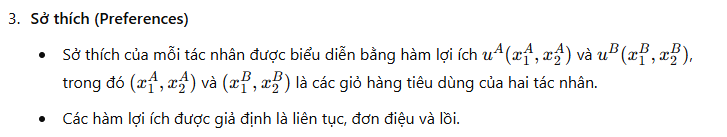 3. Sở thích (Preferences)
• Sở thích của mỗi tác nhân được biểu diễn bằng hàm lợi ích $u^A(x_1^A, x_2^A)$ và $u^B(x_1^B, x_2^B)$,
trong đó $(x_1^A, x_2^A)$ và $(x_1^B, x_2^B)$ là các giỏ hàng tiêu dùng của hai tác nhân.
• Các hàm lợi ích được giả định là liên tục, đơn điệu và lồi.